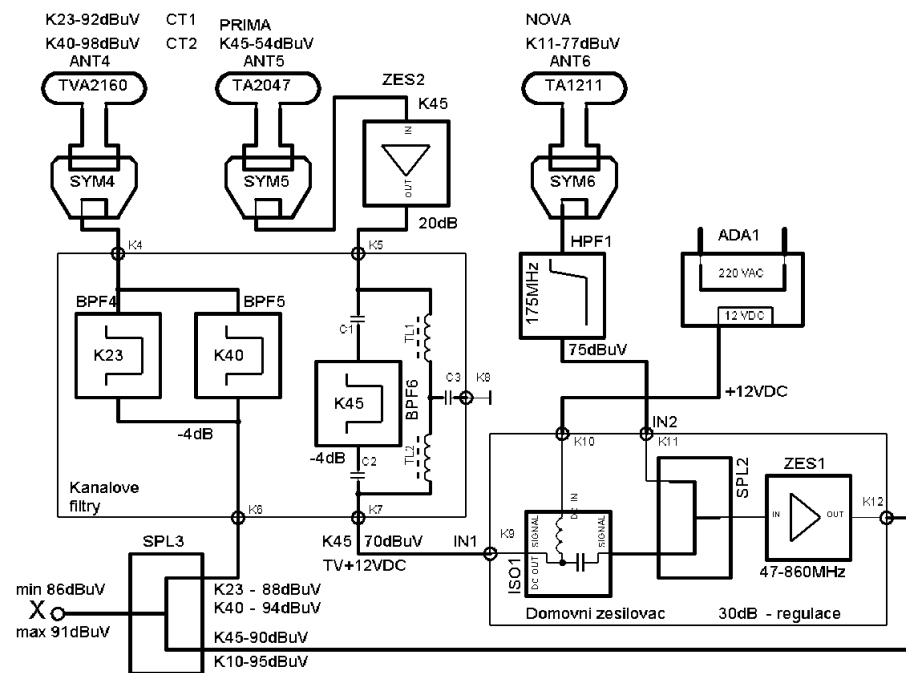 K23-92dBuV CT1
K40-98dBuV CT2
ANT4
TVA2160
SYM4
PRIMA
K45-54dBuV
ANT5
TA2047
SYM5
ZES2
K45
IN
OUT
20dB
NOVA
K11-77dBuV
ANT6
TA1211
SYM6
HPF1
175MHz
75dBuV
ADA1
220 VAC
12 VDC
+12VDC
K4
K5
BPF4
BPF5
K23
K40
-4dB
C1
TL1
K45
BPF6
C3
K8
-4dB
C2
TL2
Kanalove
filtry
K6
K7
K45 70dBuV
TV+12VDC
IN1
K9
K10
IN2
K11
DC IN
DC OUT
SIGNAL
SIGNAL
ISO1
SPL2
ZES1
IN
OUT
47-860MHz
K12
Domovni zesilovac
30dB - regulace
SPL3
min 86dBuV
X
max 91dBuV
K23 - 88dBuV
K40 - 94dBuV
K45-90dBuV
K10-95dBuV